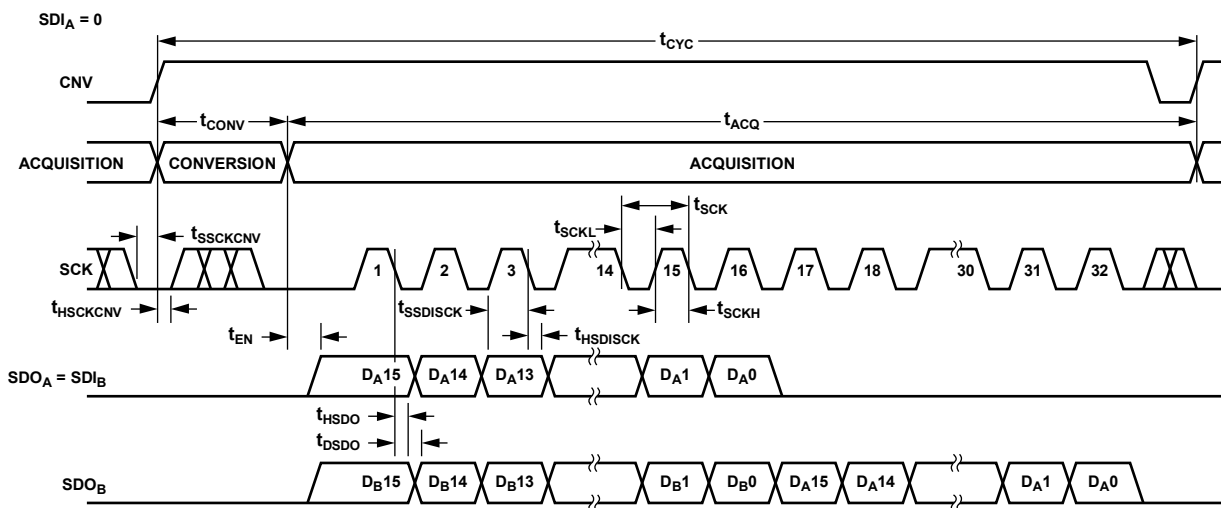 SDIA = 0
tCYC
CNV
tCONV
tACQ
ACQUISITION CONVERSION ACQUISITION
tSCK
tSCKL
tSSCKCNV
SCK 1 2 3 14 15 16 17 18 30 31 32
tHSCKCNV
tSSDISCK
tSCKH
tEN
tHSDISCK
SDOA = SDIB DA15 DA14 DA13 DA1 DA0
tHSDO
tDSDO
SDOB DB15 DB14 DB13 DB1 DB0 DA15 DA14 DA1 DA0